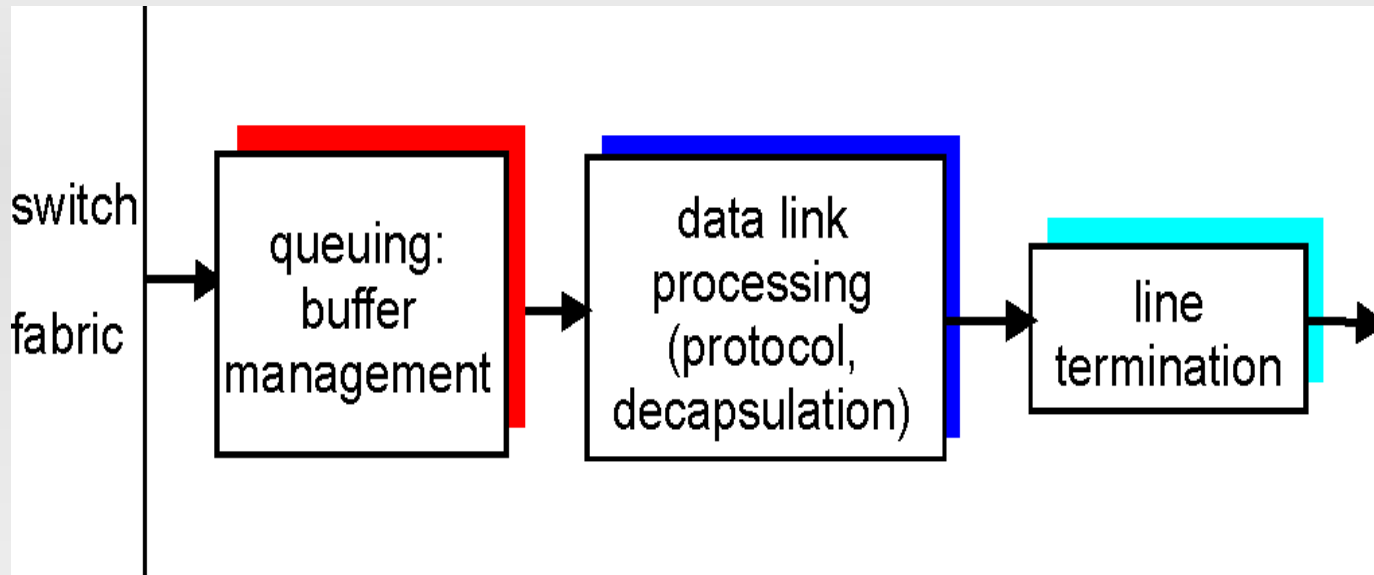 switch
fabric
queuing:
buffer
management
data link
processing
(protocol,
decapsulation)
line
termination